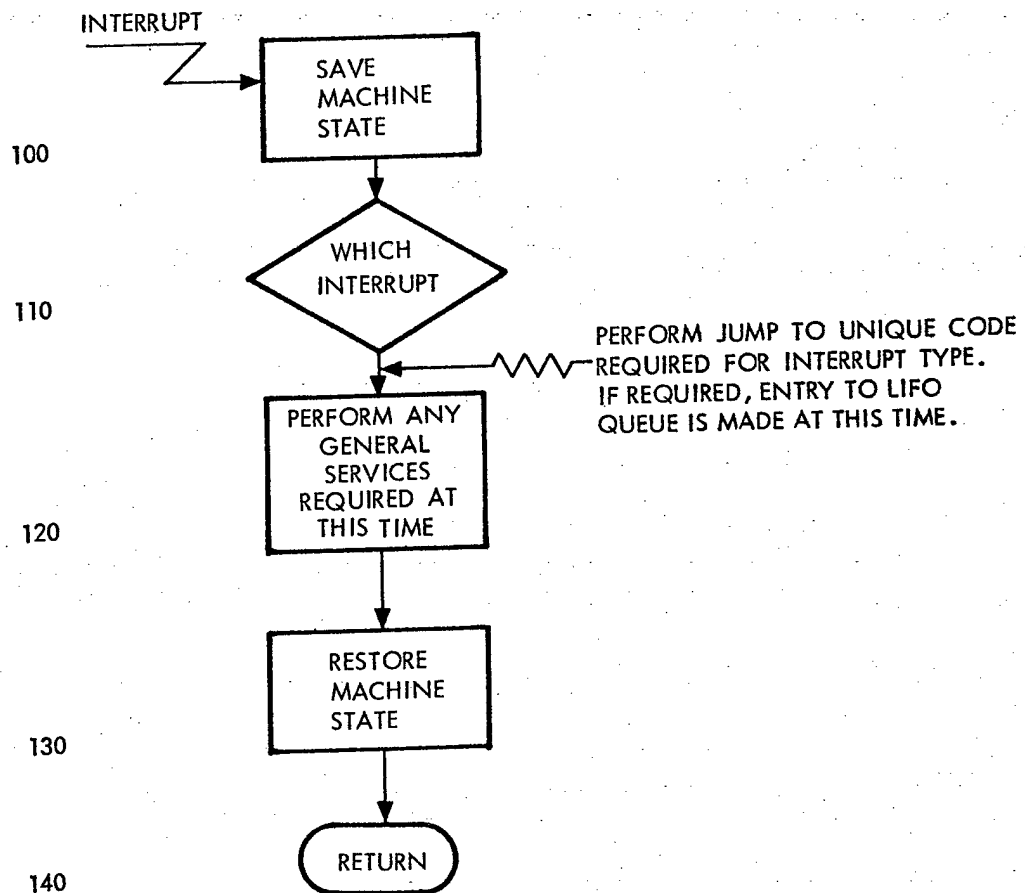 INTERRUPT
SAVE
MACHINE
STATE
100
WHICH
INTERRUPT
110
PERFORM JUMP TO UNIQUE CODE
REQUIRED FOR INTERRUPT TYPE.
IF REQUIRED, ENTRY TO LIFO
QUEUE IS MADE AT THIS TIME.
PERFORM ANY
GENERAL
SERVICES
REQUIRED AT
THIS TIME
120
RESTORE
MACHINE
STATE
130
RETURN
140